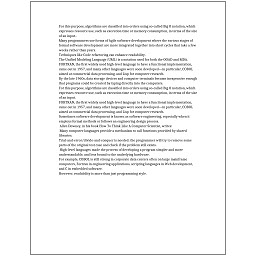 For this purpose, algorithms are classified into orders using so-called Big O notation, which
expresses resource use, such as execution time or memory consumption, in terms of the size
of an input.
Many programmers use forms of Agile software development where the various stages of
formal software development are more integrated together into short cycles that take a few
weeks rather than years.
Techniques like Code refactoring can enhance readability.
The Unified Modeling Language (UML) is a notation used for both the OOAD and MDA.
FORTRAN, the first widely used high-level language to have a functional implementation,
came out in 1957, and many other languages were soon developed—in particular, COBOL
aimed at commercial data processing, and Lisp for computer research.
By the late 1960s, data storage devices and computer terminals became inexpensive enough
that programs could be created by typing directly into the computers.
For this purpose, algorithms are classified into orders using so-called Big O notation, which
expresses resource use, such as execution time or memory consumption, in terms of the size
of an input.
FORTRAN, the first widely used high-level language to have a functional implementation,
came out in 1957, and many other languages were soon developed—in particular, COBOL
aimed at commercial data processing, and Lisp for computer research.
Sometimes software development is known as software engineering, especially when it
employs formal methods or follows an engineering design process.
Allen Downey, in his book How To Think Like A Computer Scientist, writes:
Many computer languages provide a mechanism to call functions provided by shared
libraries.
Trial-and-error/divide-and-conquer is needed: the programmer will try to remove some
parts of the original test case and check if the problem still exists.
High-level languages made the process of developing a program simpler and more
understandable, and less bound to the underlying hardware.
For example, COBOL is still strong in corporate data centers often on large mainframe
computers, Fortran in engineering applications, scripting languages in Web development,
and C in embedded software.
However, readability is more than just programming style.